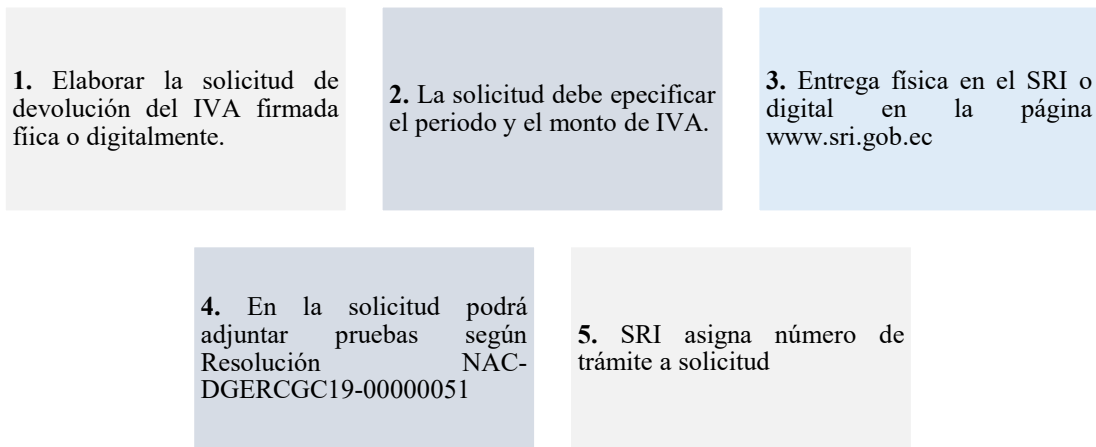 1. Elaborar la solicitud de
devolución del IVA firmada
fíica o digitalmente.
2. La solicitud debe epecificar
el periodo y el monto de IVA.
3. Entrega física en el SRI o
digital en la página
www.sri.gob.ec
4. En la solicitud podrá
adjuntar pruebas según
Resolución NAC-
DGERCGC19-00000051
5. SRI asigna número de
trámite a solicitud